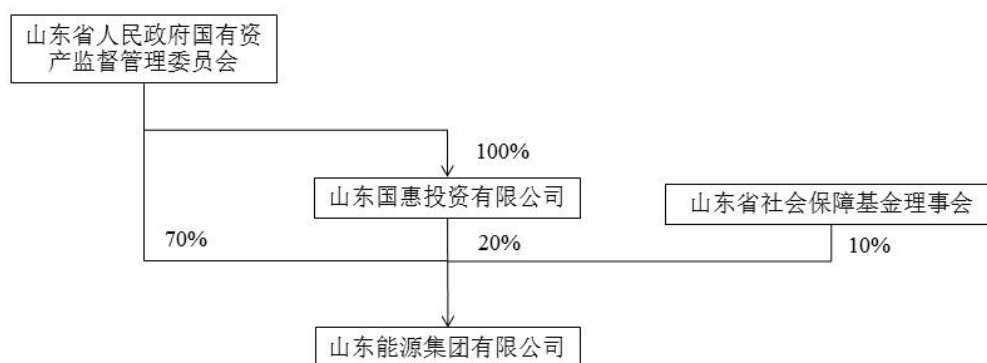 山东省人民政府国有资
产监督管理委员会
100%
山东国惠投资有限公司
山东省社会保障基金理事会
70%
20%
10%
山东能源集团有限公司